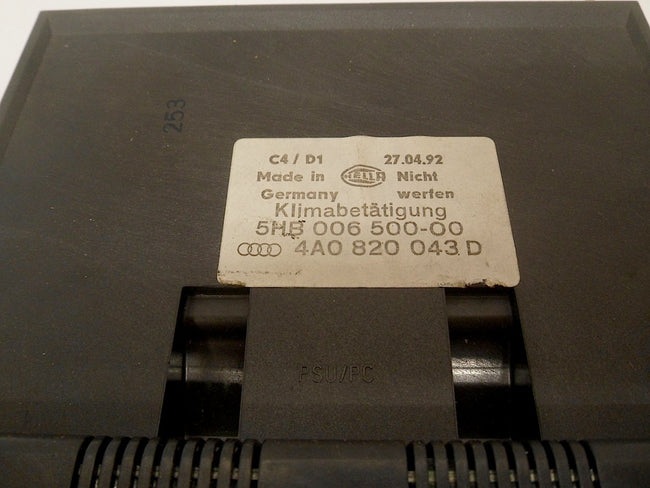 253
C4 / D1 27.04.92
Made in HELLA Nicht
Germany werfen
Klimabetätigung
5HB 006 500-00
4A0 820 043 D
PSU/PC